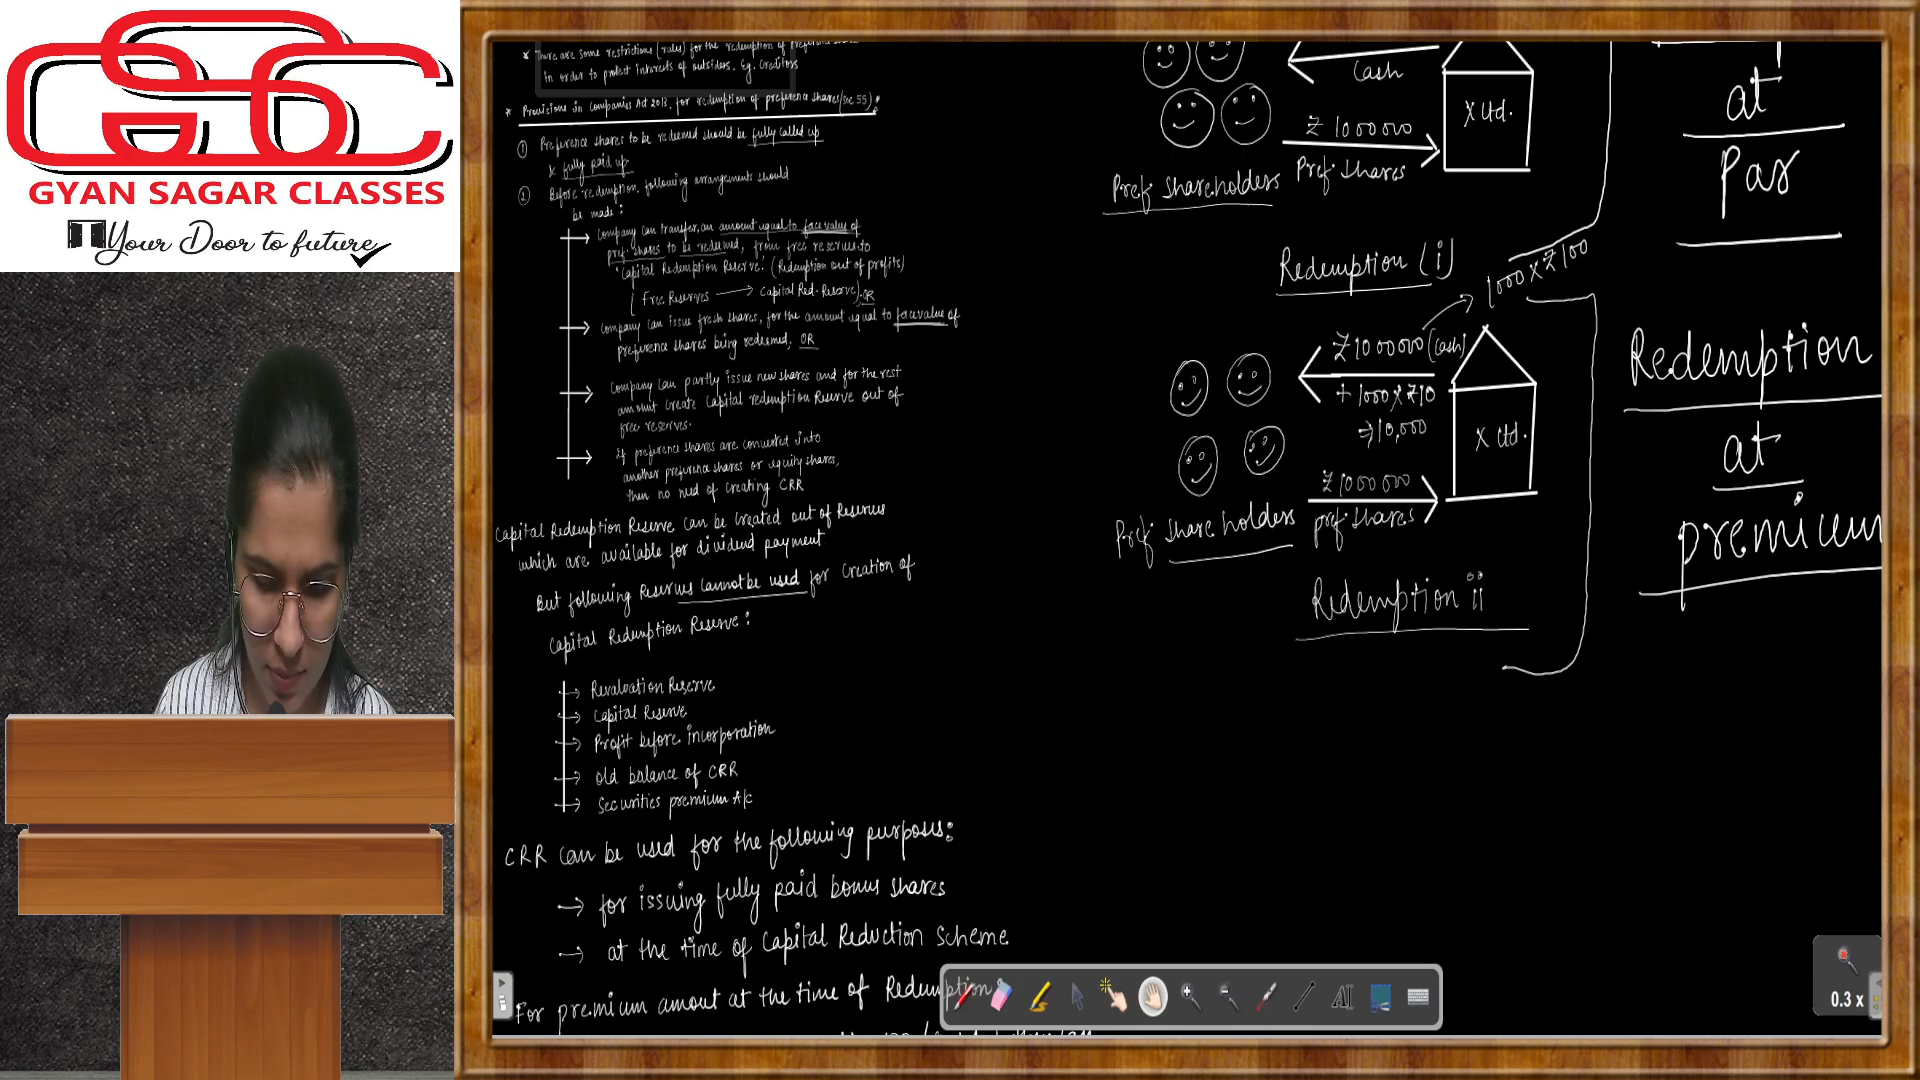 GSC
GYAN SAGAR CLASSES
Your Door to future
* There are some restrictions (rules) for the redemption of preference
in order to protect interests of outsiders. Eg. Creditors
* Provisions in Companies Act 2013, for redemption of preference shares (Sec 55):
① Preference shares to be redeemed should be fully called up
& fully paid up
② Before redemption, following arrangements should
be made:
→ Company can transfer, an amount equal to face value of
pref. shares to be redeemed, from free reserves to
'Capital Redemption Reserve. (Redemption out of profits)
(Free Reserves → Capital Red. Reserve). OR
→ Company can issue fresh shares, for the amount equal to face value of
preference shares being redeemed. OR
→ Company can partly issue new shares and for the rest
amount create Capital redemption Reserve out of
free reserves.
→ If preference shares are converted into
another preference shares or equity shares,
then no need of creating CRR
Capital Redemption Reserve can be created out of Reserves
which are available for dividend payment
But following Reserves cannot be used for creation of
Capital Redemption Reserve:
→ Revaluation Reserve
→ Capital Reserve
→ Profit before incorporation
→ Old balance of CRR
→ Securities premium A/c
CRR can be used for the following purposes:
→ for issuing fully paid bonus shares
→ at the time of Capital Reduction Scheme
For premium amout at the time of Redemption
Cash
X Ltd.
₹ 1000000
Pref. Shares
Pref. Shareholders
Redemption (i)
1000 x ₹100
₹1000000 (Cash)
+ 1000 x ₹10
⇒ 10,000
X Ltd.
₹1000000
pref. shares
Pref. Shareholders
Redemption ii
at
Par
Redemption
at
premium
0.3 x